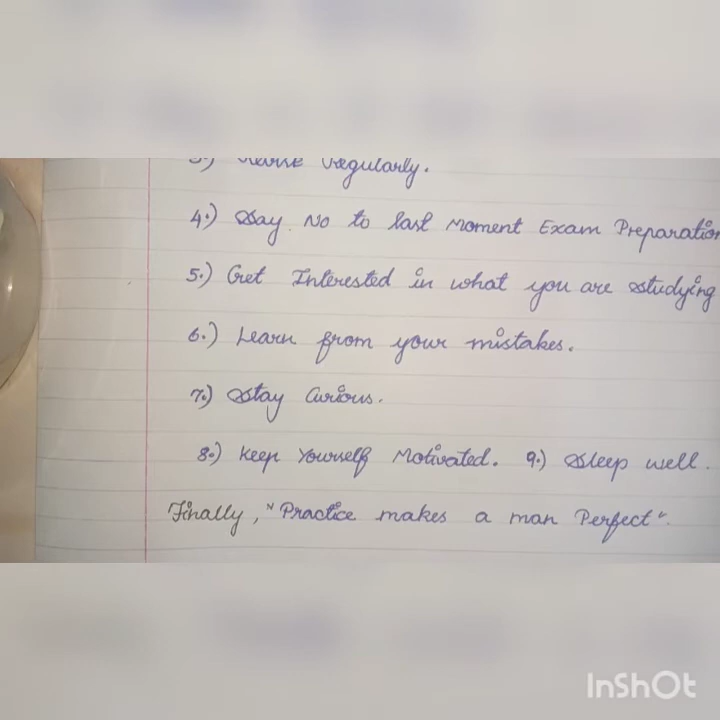 3.) Revise regularly.
4.) Say No to last Moment Exam Preparation
5.) Get Interested in what you are studying
6.) Learn from your mistakes.
7.) Stay Curious.
8.) Keep Yourself Motivated. 9.) Sleep well.
Finally, "Practice makes a man Perfect".
InShOt